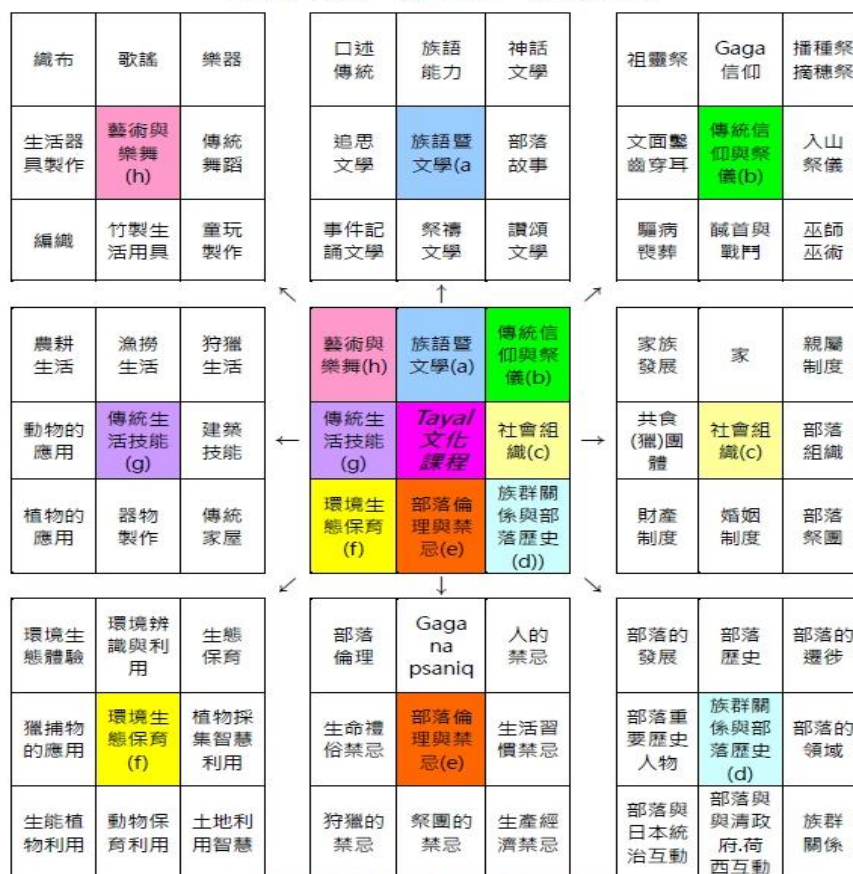 織布
歌謠
樂器
生活器
具製作
藝術與
樂舞
(h)
傳統
舞蹈
編織
竹製生
活用具
童玩
製作
口述
傳統
族語
能力
神話
文學
追思
文學
族語暨
文學(a
部落
故事
事件記
誦文學
祭禱
文學
讚頌
文學
祖靈祭
Gaga
信仰
播種祭
摘穗祭
文面鑿
齒穿耳
傳統信
仰與祭
儀(b)
入山
祭儀
驅病
喪葬
馘首與
戰鬥
巫師
巫術
↖
↑
↗
農耕
生活
漁撈
生活
狩獵
生活
動物的
應用
傳統生
活技能
(g)
建築
技能
植物的
應用
器物
製作
傳統
家屋
←
藝術與
樂舞(h)
族語暨
文學(a)
傳統信
仰與祭
儀(b)
傳統生
活技能
(g)
Tayal
文化
課程
社會組
織(c)
環境生
態保育
(f)
部落倫
理與禁
忌(e)
族群關
係與部
落歷史
(d))
→
家族
發展
家
親屬
制度
共食
(獵)團
體
社會組
織(c)
部落
組織
財產
制度
婚姻
制度
部落
祭團
↙
↓
↘
環境生
態體驗
環境辨
識與利
用
生態
保育
獵捕物
的應用
環境生
態保育
(f)
植物採
集智慧
利用
生能植
物利用
動物保
育利用
土地利
用智慧
部落
倫理
Gaga
na
psaniq
人的
禁忌
生命禮
俗禁忌
部落倫
理與禁
忌(e)
生活習
慣禁忌
狩獵的
禁忌
祭團的
禁忌
生產經
濟禁忌
部落的
發展
部落
歷史
部落的
遷徙
部落重
要歷史
人物
族群關
係與部
落歷史
(d)
部落的
領域
部落與
日本統
治互動
部落與
與清政
府.荷
西互動
族群
關係